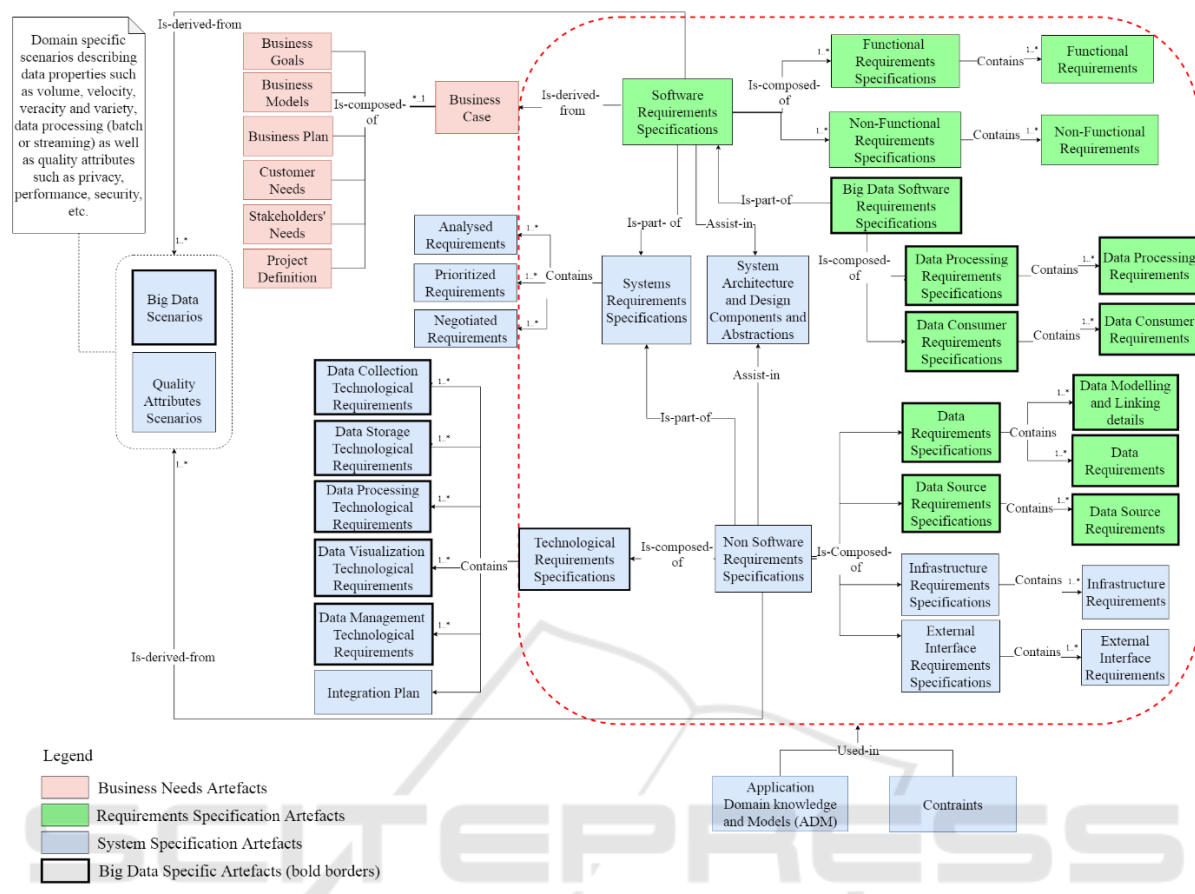 Is-derived-from
Domain specific
scenarios describing
data properties such
as volume, velocity,
veracity and variety,
data processing (batch
or streaming) as well
as quality attributes
such as privacy,
performance, security,
etc.
Business
Goals
Business
Models
Business Plan
Customer
Needs
Stakeholders'
Needs
Project
Definition
Is-composed-
of
*..1
Business
Case
Is-derived-
from
Software
Requirements
Specifications
Is-composed-
of
1..*
Functional
Requirements
Specifications
Contains
1..*
Functional
Requirements
1..*
Non-Functional
Requirements
Specifications
Contains
1..*
Non-Functional
Requirements
Big Data Software
Requirements
Specifications
Is-part-of
Is-part- of
Assist-in
Is-composed-
of
Data Processing
Requirements
Specifications
Contains
1..*
Data Processing
Requirements
Data Consumer
Requirements
Specifications
Contains
1..*
Data Consumer
Requirements
Analysed
Requirements
1..*
Prioritized
Requirements
1..*
Negotiated
Requirements
1..*
Contains
Systems
Requirements
Specifications
System
Architecture
and Design
Components and
Abstractions
1..*
Big Data
Scenarios
Quality
Attributes
Scenarios
1..*
Assist-in
Is-part-of
Data Collection
Technological
Requirements
1..*
Data Storage
Technological
Requirements
1..*
Data Processing
Technological
Requirements
1..*
Data Visualization
Technological
Requirements
1..*
Data Management
Technological
Requirements
1..*
Integration Plan
Contains
Technological
Requirements
Specifications
Is-composed-
of
Non Software
Requirements
Specifications
Is-Composed-
of
Data
Requirements
Specifications
Contains
1..*
Data Modelling
and Linking
details
1..*
Data
Requirements
Data Source
Requirements
Specifications
Contains
1..*
Data Source
Requirements
Infrastructure
Requirements
Specifications
Contains
1..*
Infrastructure
Requirements
External
Interface
Requirements
Specifications
Contains
1..*
External
Interface
Requirements
Is-derived-from
Used-in
Application
Domain knowledge
and Models (ADM)
Contraints
Legend
Business Needs Artefacts
Requirements Specification Artefacts
System Specification Artefacts
Big Data Specific Artefacts (bold borders)
SCITEPRESS